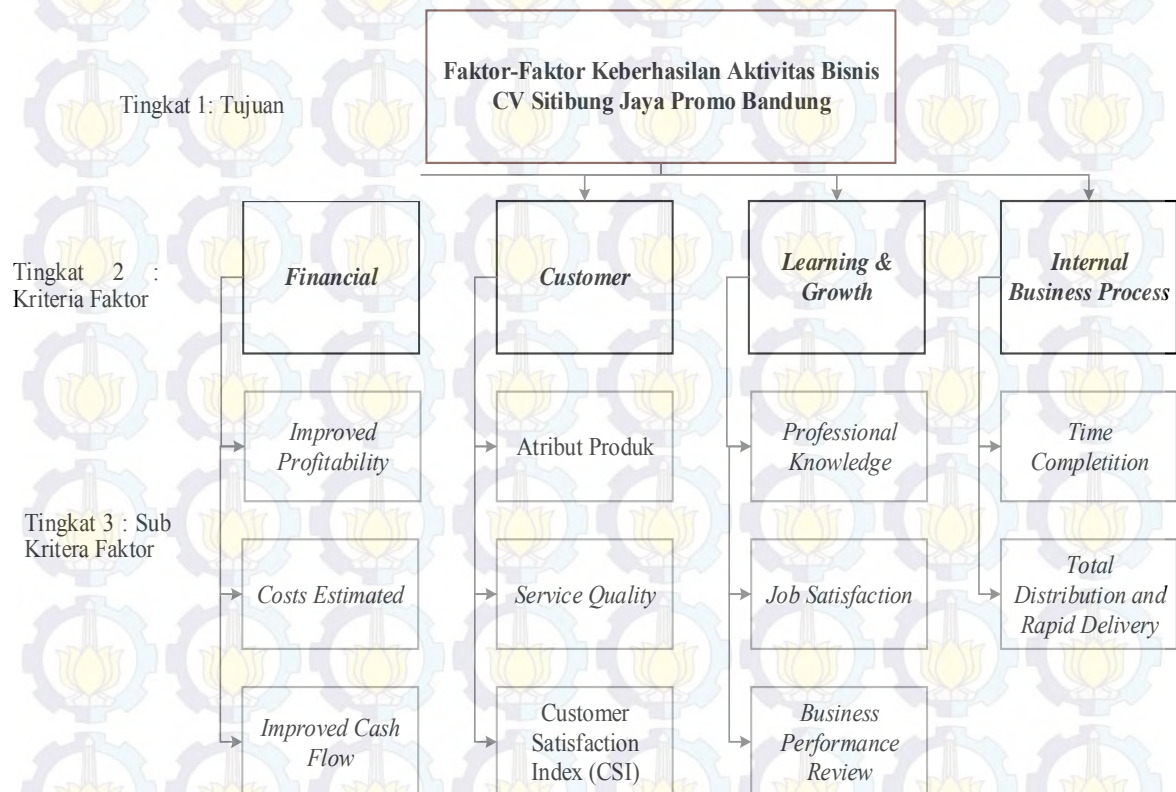 Faktor-Faktor Keberhasilan Aktivitas Bisnis
CV Sitibung Jaya Promo Bandung
Tingkat 1: Tujuan
Tingkat 2 :
Kriteria Faktor
Financial
Customer
Learning &
Growth
Internal
Business Process
Tingkat 3 : Sub
Kritera Faktor
Improved
Profitability
Atribut Produk
Professional
Knowledge
Time
Completition
Costs Estimated
Service Quality
Job Satisfaction
Total
Distribution and
Rapid Delivery
Improved Cash
Flow
Customer
Satisfaction
Index (CSI)
Business
Performance
Review